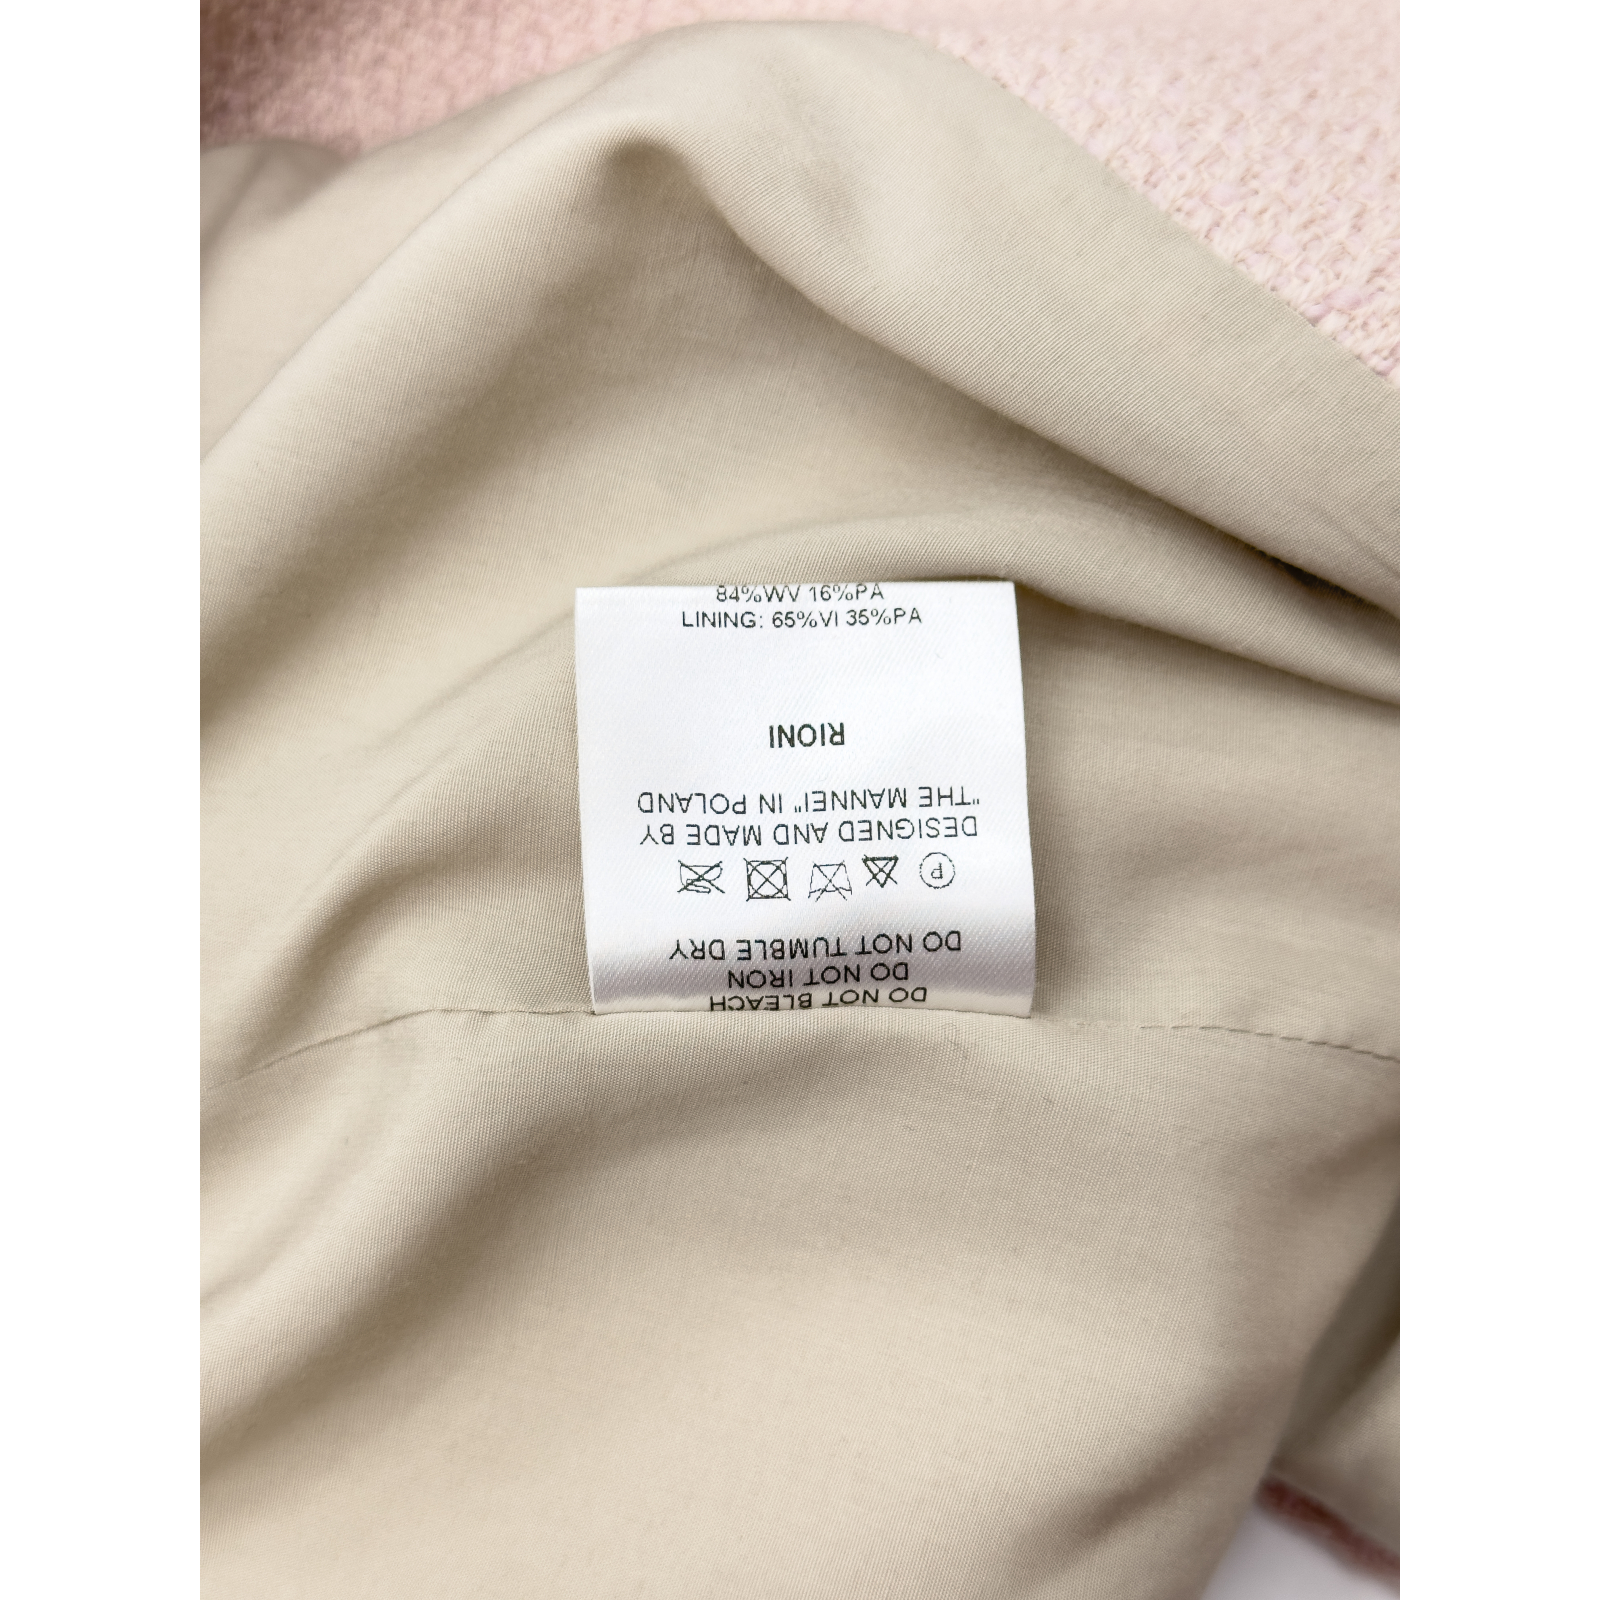 84%WV 16%PA
LINING: 65%VI 35%PA
DO NOT BLEACH
DO NOT IRON
DO NOT TUMBLE DRY
P
DESIGNED AND MADE BY
"THE MANNEI" IN POLAND
RIONI